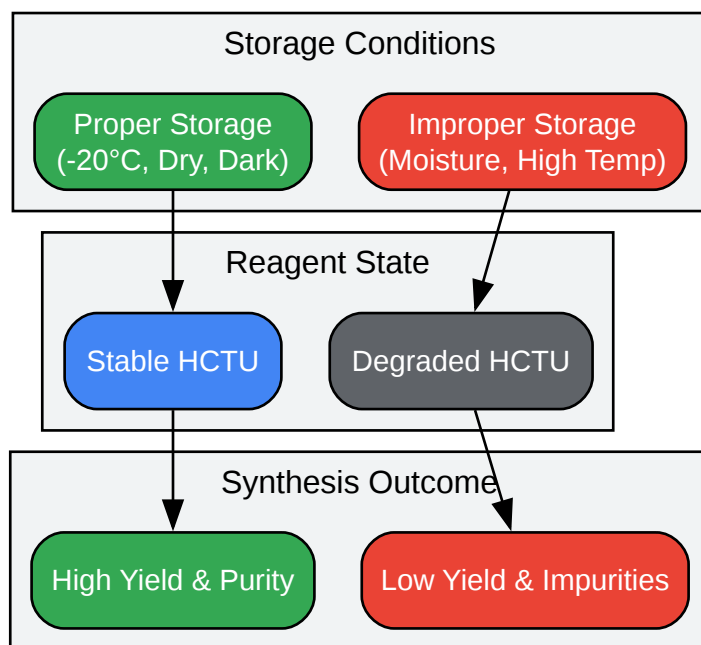 Storage Conditions
Proper Storage
(-20°C, Dry, Dark)
Improper Storage
(Moisture, High Temp)
Reagent State
Stable HCTU
Degraded HCTU
Synthesis Outcome
High Yield & Purity
Low Yield & Impurities